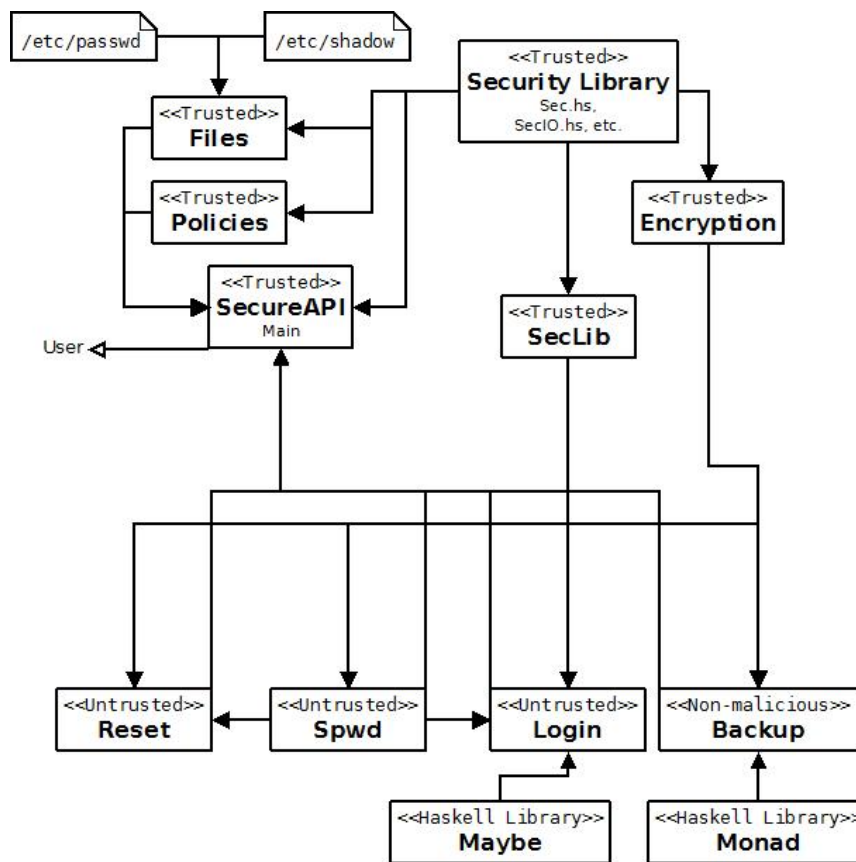 /etc/passwd
/etc/shadow
<<Trusted>>
Security Library
Sec.hs,
SecIO.hs, etc.
<<Trusted>>
Files
<<Trusted>>
Policies
<<Trusted>>
Encryption
<<Trusted>>
SecureAPI
Main
User
<<Trusted>>
SecLib
<<Untrusted>>
Reset
<<Untrusted>>
Spwd
<<Untrusted>>
Login
<<Non-malicious>>
Backup
<<Haskell Library>>
Maybe
<<Haskell Library>>
Monad